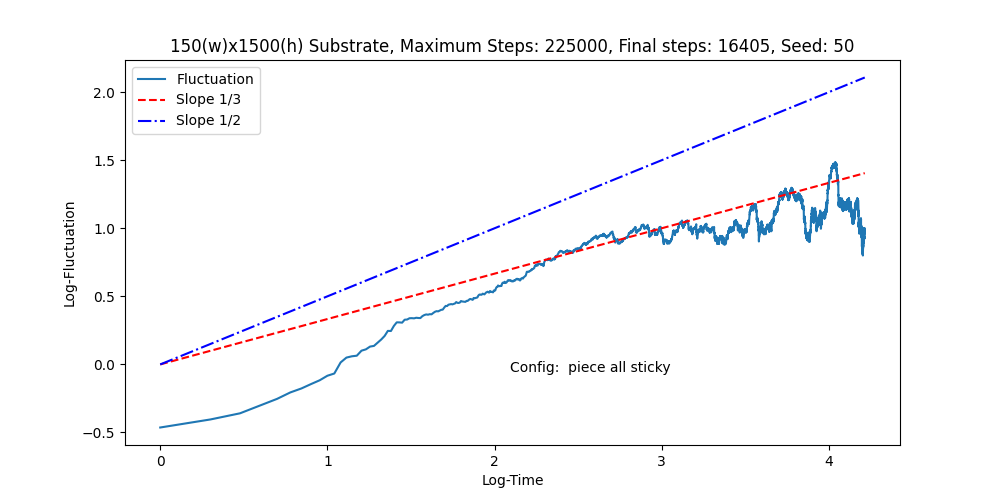 150(w)x1500(h) Substrate, Maximum Steps: 225000, Final steps: 16405, Seed: 50
Fluctuation
Slope 1/3
Slope 1/2
2.0
1.5
1.0
0.5
0.0
−0.5
Log-Fluctuation
Config:  piece all sticky
0 1 2 3 4
Log-Time